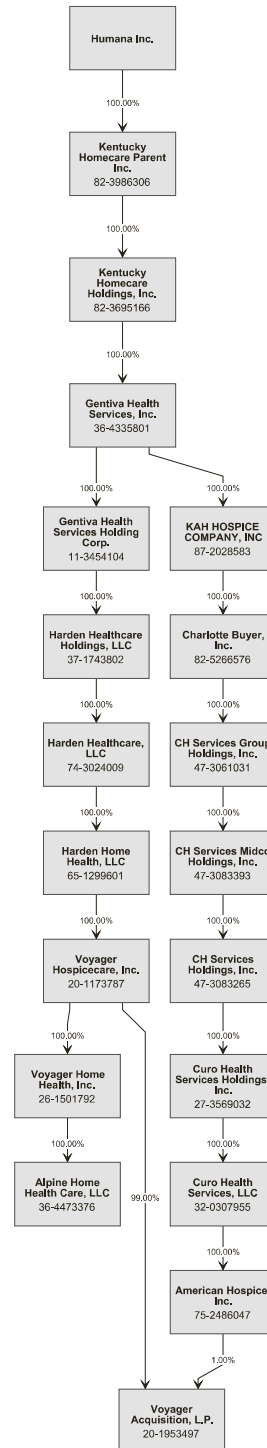 Humana Inc.
100.00%
Kentucky
Homecare Parent
Inc.
82-3986306
100.00%
Kentucky
Homecare
Holdings, Inc.
82-3695166
100.00%
Gentiva Health
Services, Inc.
36-4335801
100.00%
100.00%
Gentiva Health
Services Holding
Corp.
11-3454104
KAH HOSPICE
COMPANY, INC
87-2028583
100.00%
100.00%
Harden Healthcare
Holdings, LLC
37-1743802
Charlotte Buyer,
Inc.
82-5266576
100.00%
100.00%
Harden Healthcare,
LLC
74-3024009
CH Services Group
Holdings, Inc.
47-3061031
100.00%
100.00%
Harden Home
Health, LLC
65-1299601
CH Services Midco
Holdings, Inc.
47-3083393
100.00%
100.00%
Voyager
Hospicecare, Inc.
20-1173787
CH Services
Holdings, Inc.
47-3083265
100.00%
100.00%
Voyager Home
Health, Inc.
26-1501792
Curo Health
Services Holdings,
Inc.
27-3569032
100.00%
100.00%
Alpine Home
Health Care, LLC
36-4473376
99.00%
Curo Health
Services, LLC
32-0307955
100.00%
American Hospice,
Inc.
75-2486047
1.00%
Voyager
Acquisition, L.P.
20-1953497